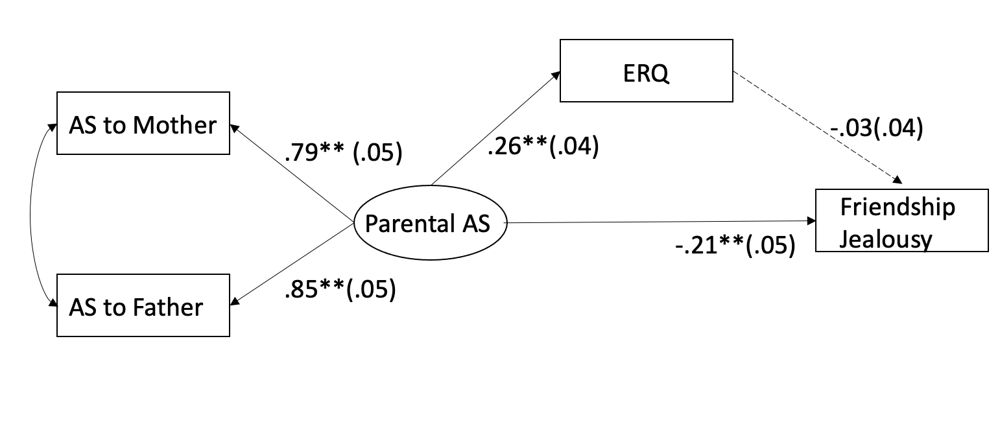 ERQ
AS to Mother
-.03(.04)
.79** (.05)
.26**(.04)
Parental AS
Friendship
Jealousy
-.21**(.05)
.85**(.05)
AS to Father